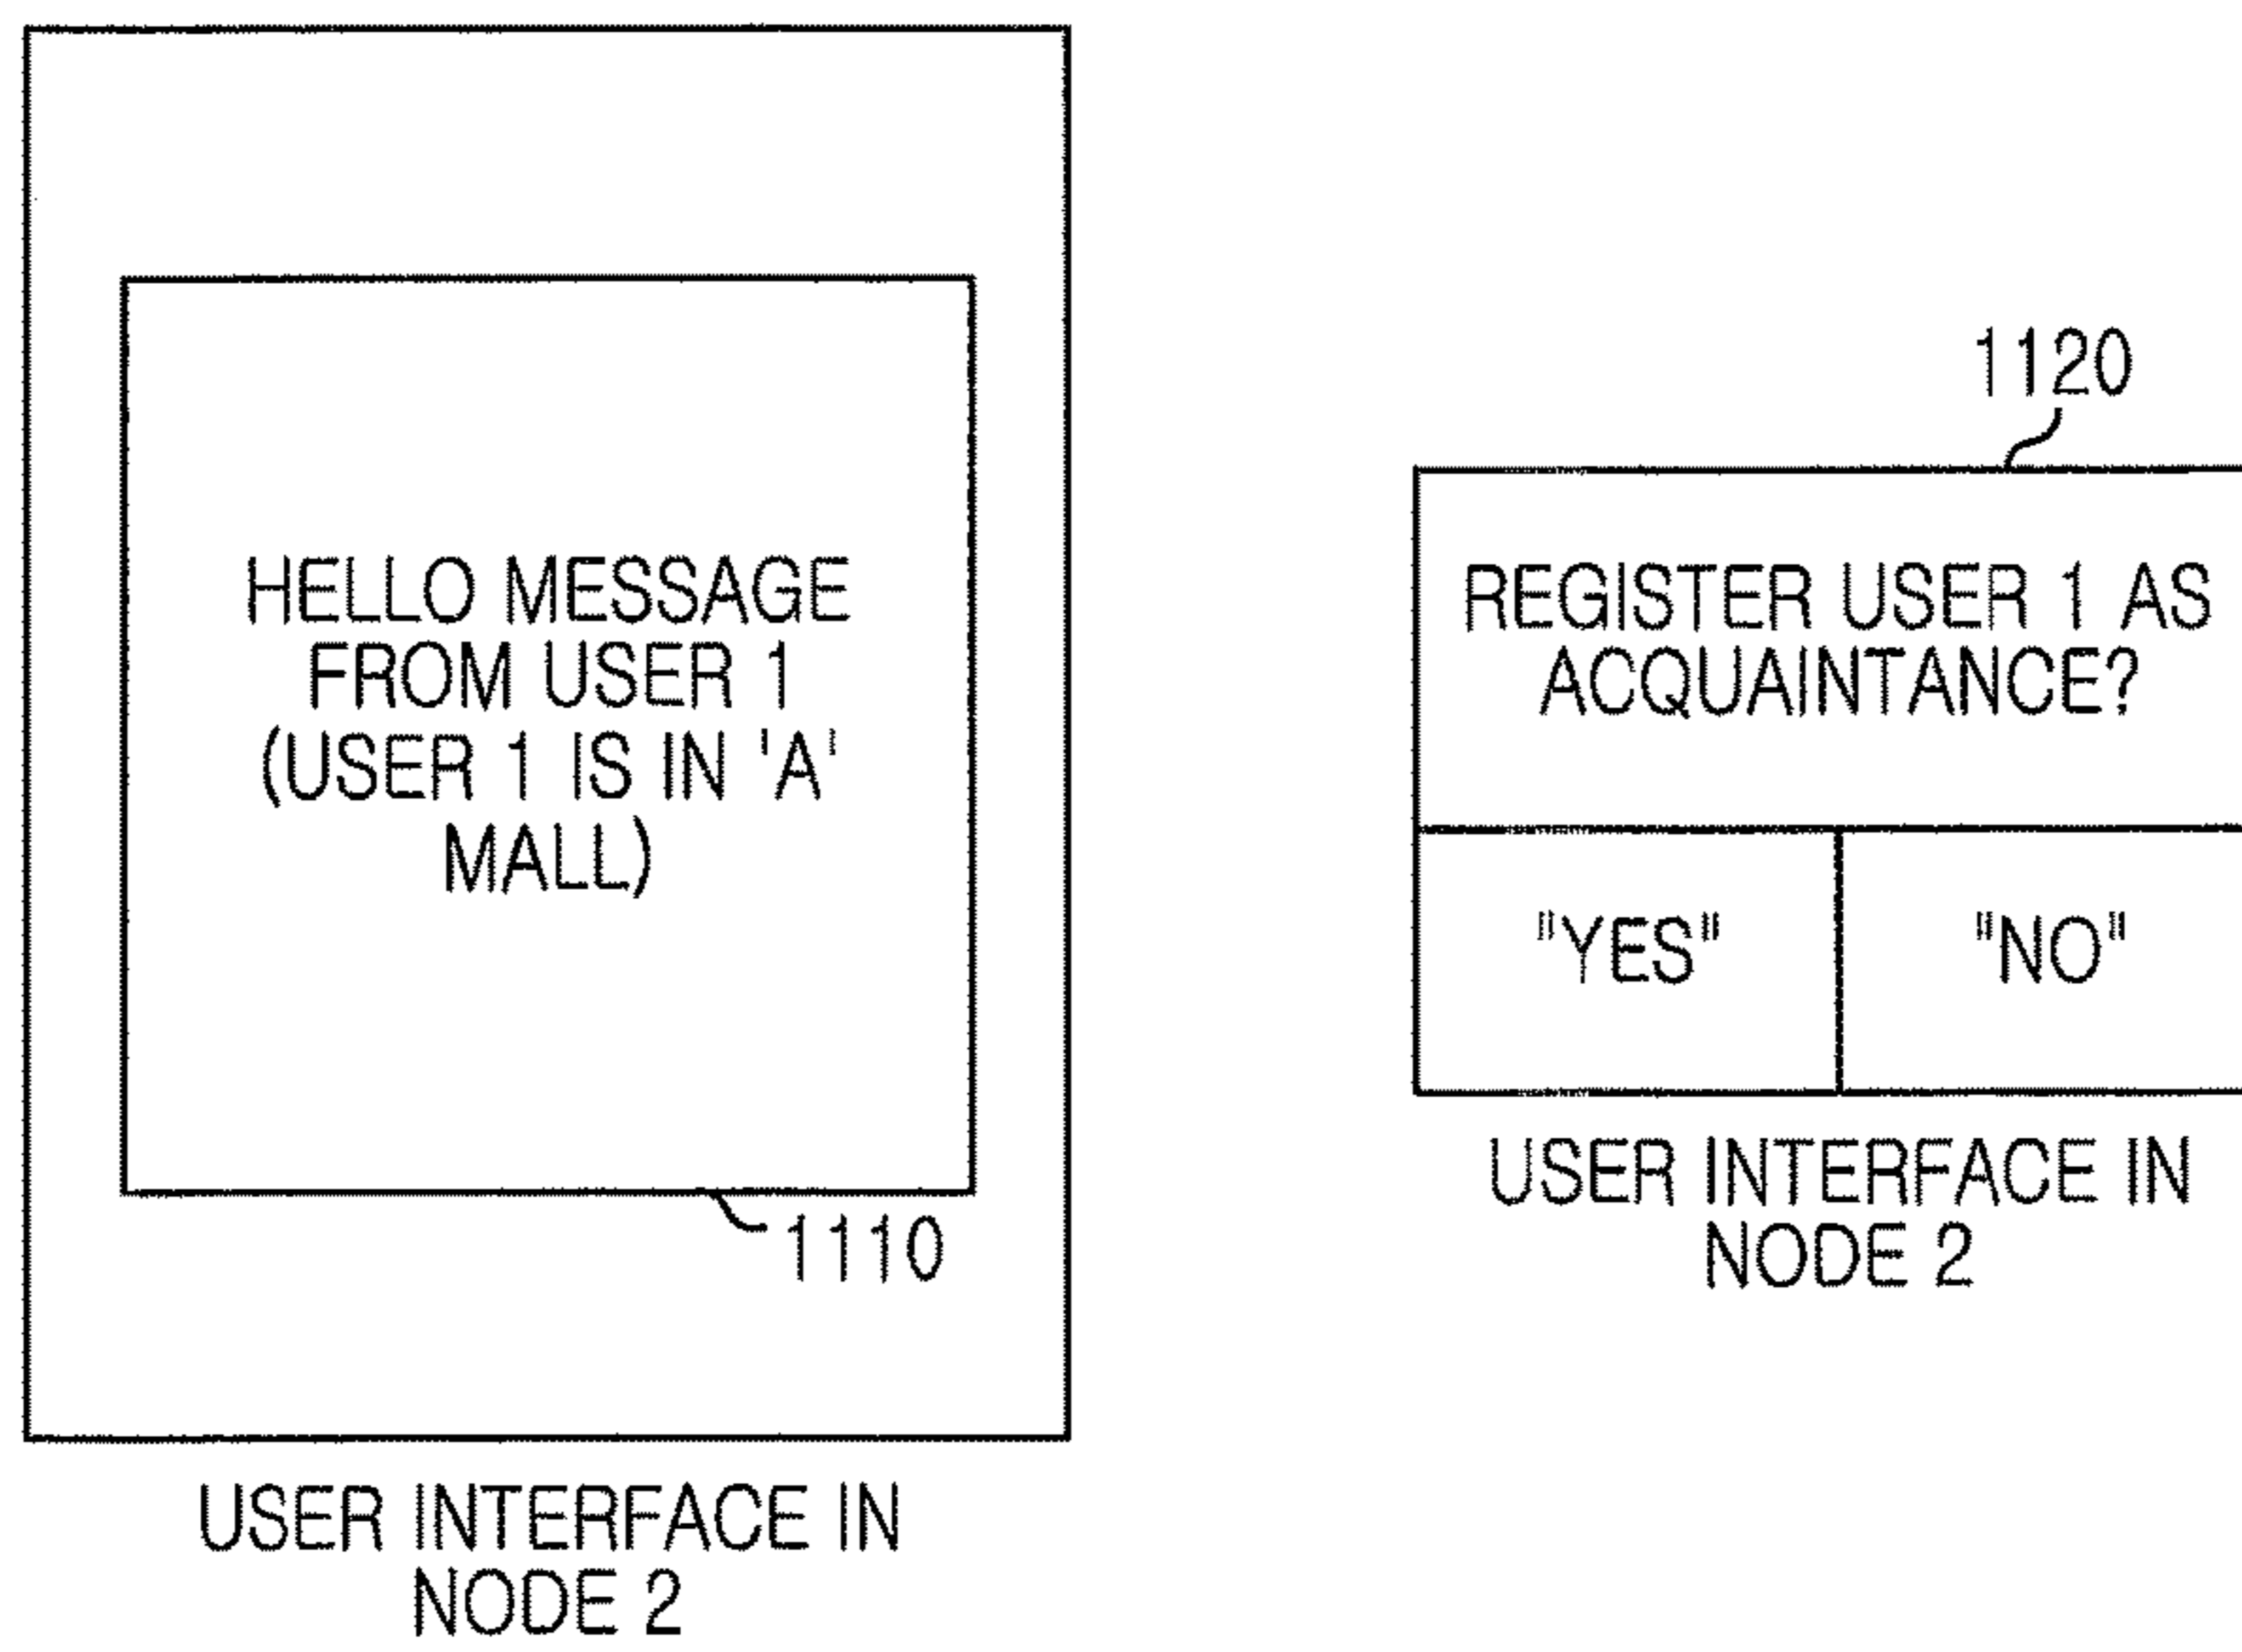 HELLO MESSAGE
FROM USER 1
(USER 1 IS IN 'A'
MALL)
1110
USER INTERFACE IN
NODE 2
1120
REGISTER USER 1 AS
ACQUAINTANCE?
"YES" "NO"
USER INTERFACE IN
NODE 2